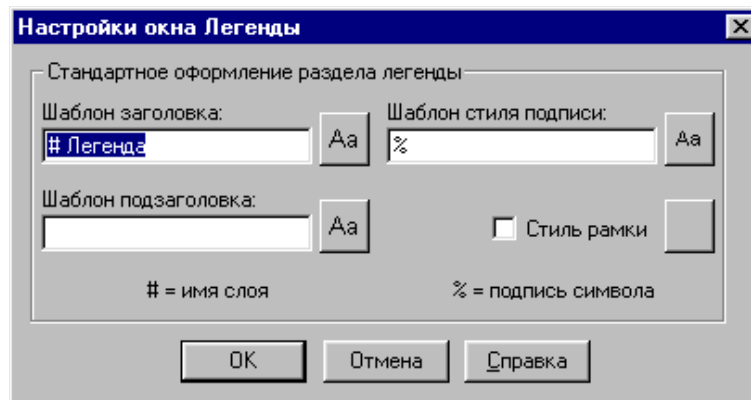 Настройки окна Легенды
Стандартное оформление раздела легенды
Шаблон заголовка: Шаблон стиля подписи:
# Легенда Aa % Aa
Шаблон подзаголовка:
Aa Стиль рамки
# = имя слоя % = подпись символа
OK Отмена Справка